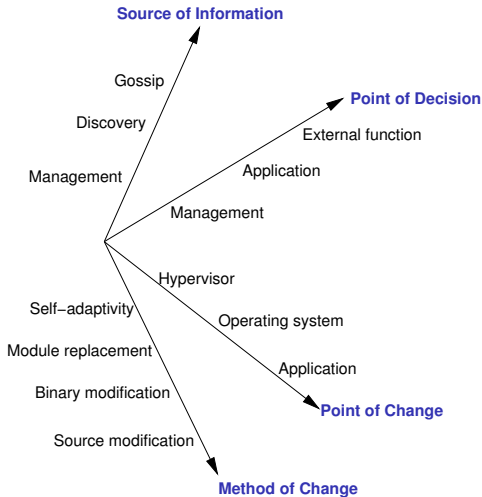 Source of Information
Gossip
Discovery
Management
Point of Decision
External function
Application
Management
Hypervisor
Operating system
Application
Point of Change
Self−adaptivity
Module replacement
Binary modification
Source modification
Method of Change